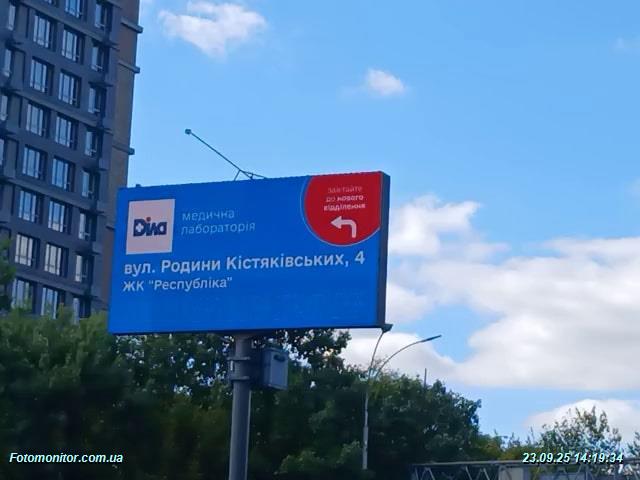 завітайте
до нового
відділення
Діла
медична
лабораторія
вул. Родини Кістяківських, 4
ЖК "Республіка"
Fotomonitor.com.ua
23.09.25 14:19:34